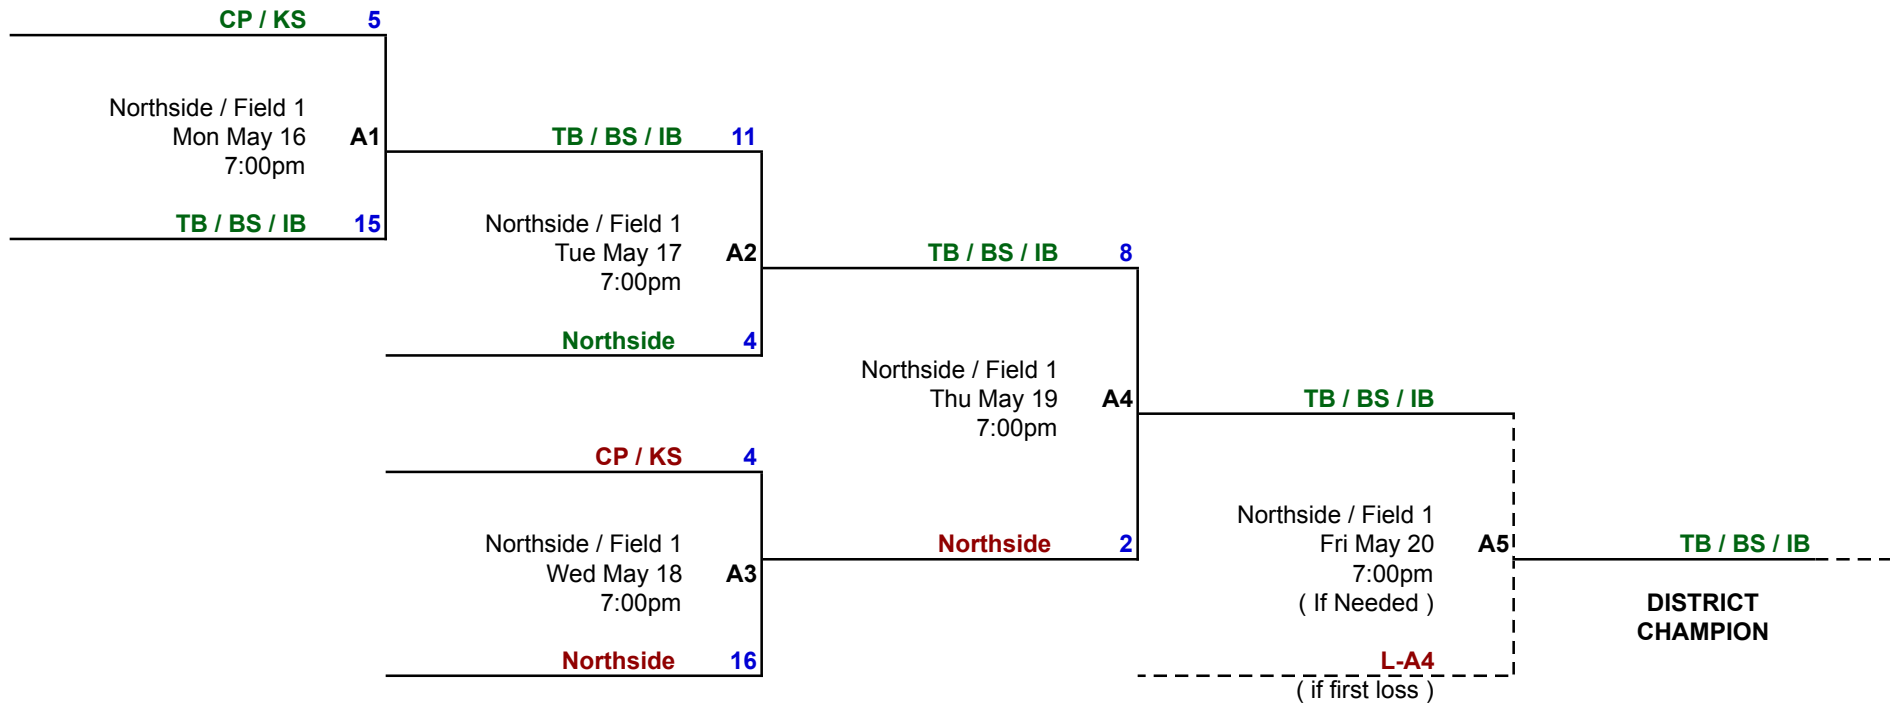 CP / KS 5
Northside / Field 1
Mon May 16 A1
7:00pm
TB / BS / IB 15
TB / BS / IB 11
Northside / Field 1
Tue May 17 A2
7:00pm
Northside 4
CP / KS 4
Northside / Field 1
Wed May 18 A3
7:00pm
Northside 16
TB / BS / IB 8
Northside / Field 1
Thu May 19 A4
7:00pm
Northside 2
TB / BS / IB
Northside / Field 1
Fri May 20 A5
7:00pm
( If Needed )
L-A4
( if first loss )
TB / BS / IB
DISTRICT
CHAMPION